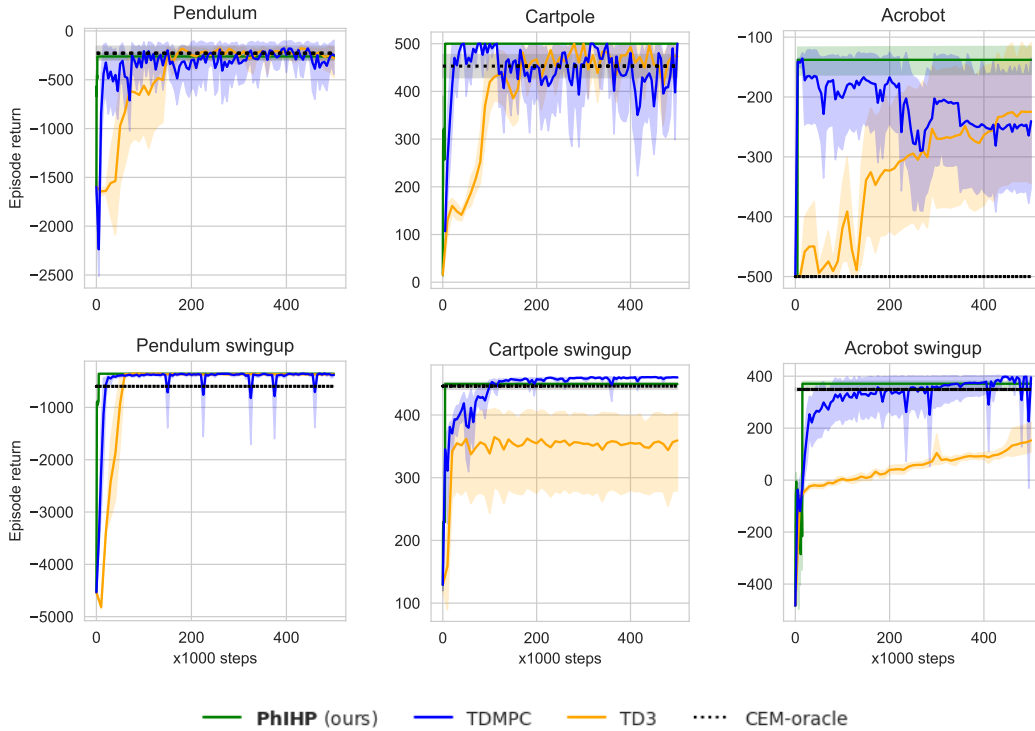 Pendulum
Cartpole
Acrobot
Episode return
0
−500
−1000
−1500
−2000
−2500
0 200 400
500
400
300
200
100
0
0 200 400
−100
−200
−300
−400
−500
0 200 400
Pendulum swingup
Cartpole swingup
Acrobot swingup
Episode return
−1000
−2000
−3000
−4000
−5000
0 200 400
x1000 steps
400
300
200
100
0 200 400
x1000 steps
400
200
0
−200
−400
0 200 400
x1000 steps
PhIHP (ours) TDMPC TD3 CEM-oracle